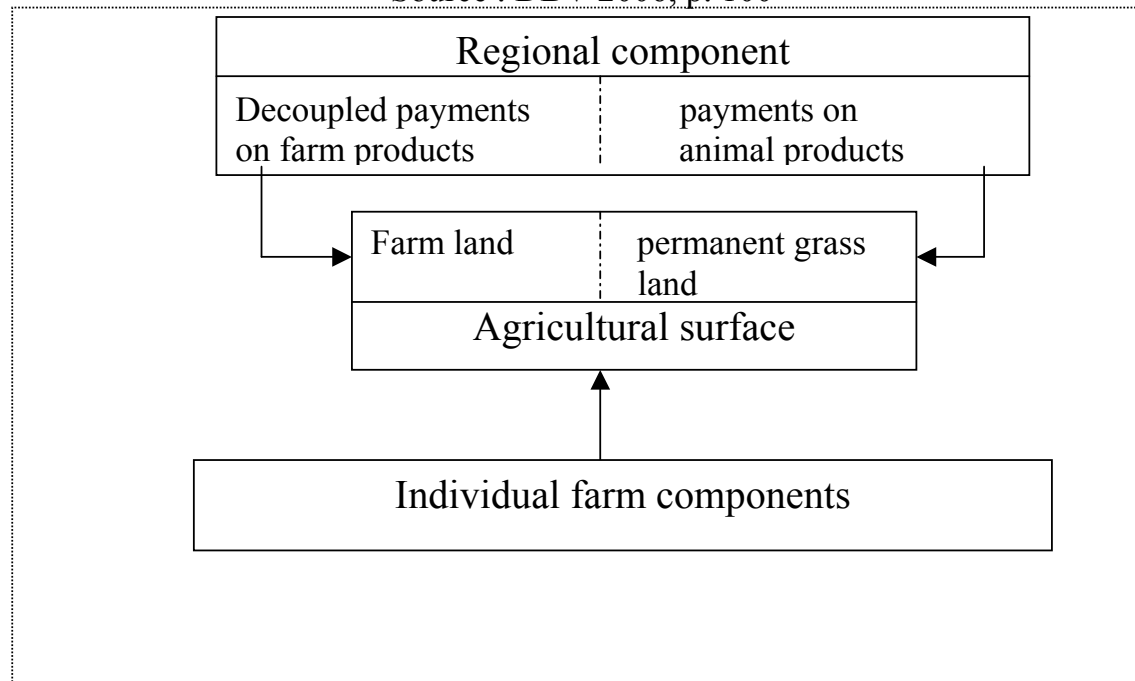 Regional component
Decoupled payments
on farm products
payments on
animal products
Farm land
permanent grass
land
Agricultural surface
Individual farm components